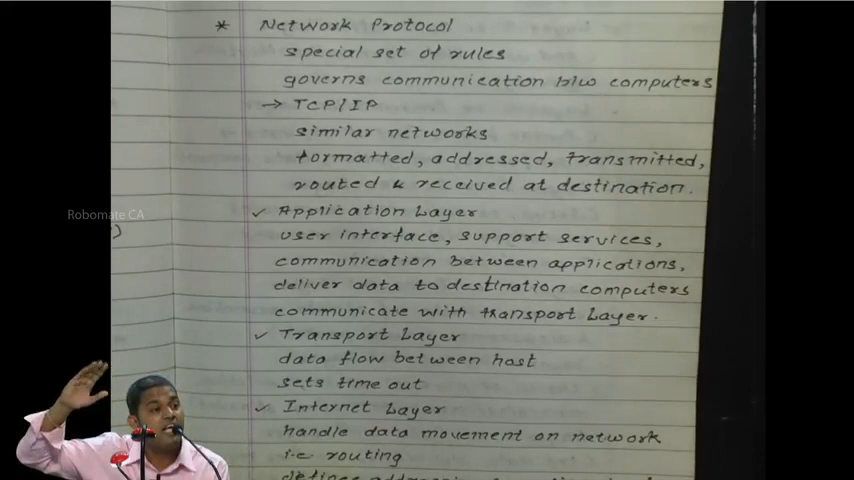 * Network Protocol
special set of rules
governs communication b/w computers
→ TCP/IP
similar networks
formatted, addressed, transmitted,
routed & received at destination.
Robomate CA
✓ Application Layer
user interface, support services,
communication between applications,
deliver data to destination computers
communicate with transport Layer.
✓ Transport Layer
data flow between host
sets time out
✓ Internet Layer
handle data movement on network
i.e routing